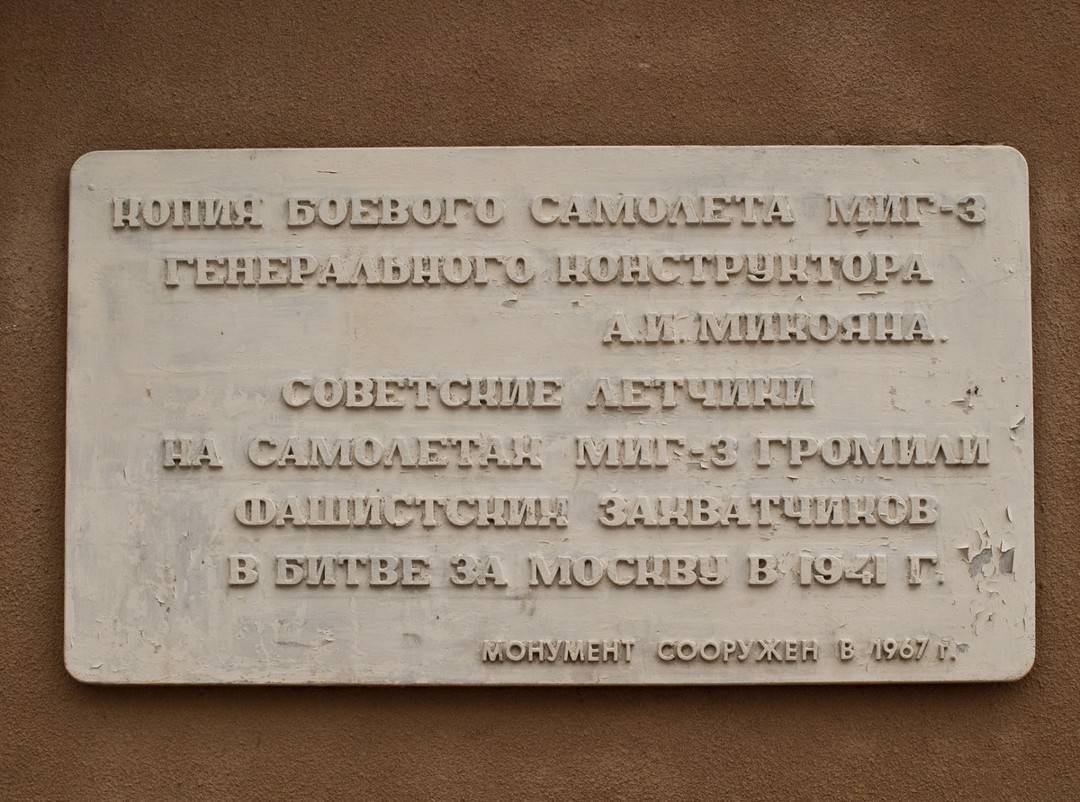 КОПИЯ БОЕВОГО САМОЛЕТА МИГ-3
ГЕНЕРАЛЬНОГО КОНСТРУКТОРА
А.И. МИКОЯНА.
СОВЕТСКИЕ ЛЕТЧИКИ
НА САМОЛЕТАХ МИГ-3 ГРОМИЛИ
ФАШИСТСКИХ ЗАХВАТЧИКОВ
В БИТВЕ ЗА МОСКВУ В 1941 Г.
МОНУМЕНТ СООРУЖЕН В 1967 г.